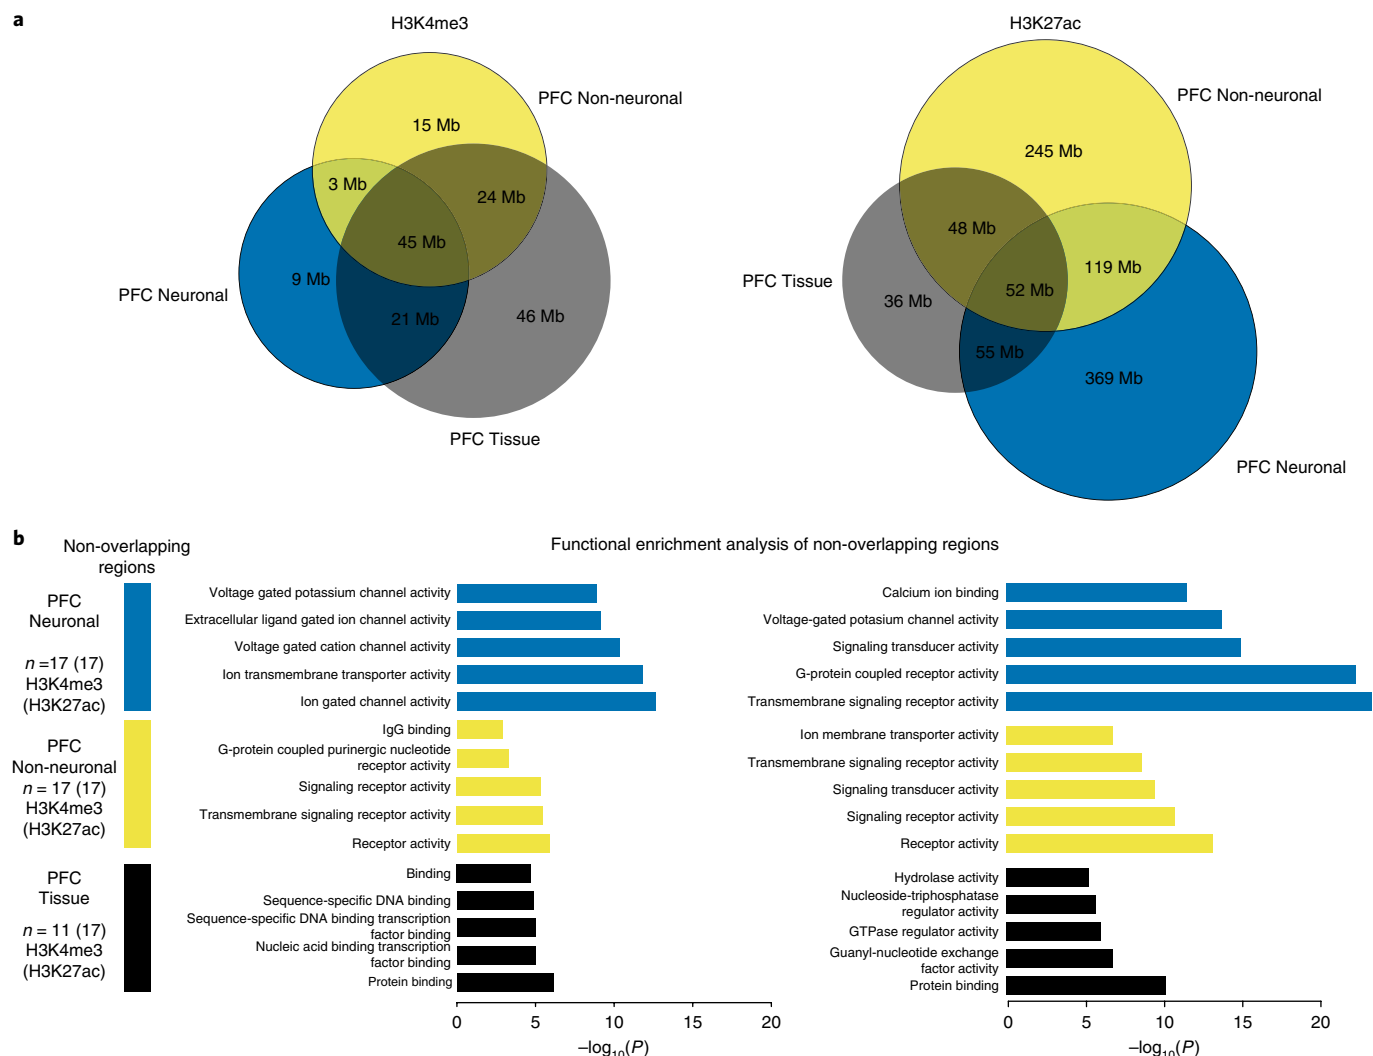 a
H3K4me3
PFC Non-neuronal
15 Mb
3 Mb
24 Mb
45 Mb
9 Mb
PFC Neuronal
21 Mb
46 Mb
PFC Tissue
H3K27ac
PFC Non-neuronal
245 Mb
48 Mb
119 Mb
PFC Tissue
52 Mb
36 Mb
55 Mb
369 Mb
PFC Neuronal
b
Non-overlapping
regions
Functional enrichment analysis of non-overlapping regions
PFC
Neuronal
n =17 (17)
H3K4me3
(H3K27ac)
PFC
Non-neuronal
n = 17 (17)
H3K4me3
(H3K27ac)
PFC
Tissue
n = 11 (17)
H3K4me3
(H3K27ac)
Voltage gated potassium channel activity
Extracellular ligand gated ion channel activity
Voltage gated cation channel activity
Ion transmembrane transporter activity
Ion gated channel activity
IgG binding
G-protein coupled purinergic nucleotide
receptor activity
Signaling receptor activity
Transmembrane signaling receptor activity
Receptor activity
Binding
Sequence-specific DNA binding
Sequence-specific DNA binding transcription
factor binding
Nucleic acid binding transcription
factor binding
Protein binding
0 5 10 15 20
–log10(P)
Calcium ion binding
Voltage-gated potasium channel activity
Signaling transducer activity
G-protein coupled receptor activity
Transmembrane signaling receptor activity
Ion membrane transporter activity
Transmembrane signaling receptor activity
Signaling transducer activity
Signaling receptor activity
Receptor activity
Hydrolase activity
Nucleoside-triphosphatase
regulator activity
GTPase regulator activity
Guanyl-nucleotide exchange
factor activity
Protein binding
0 5 10 15 20
–log10(P)